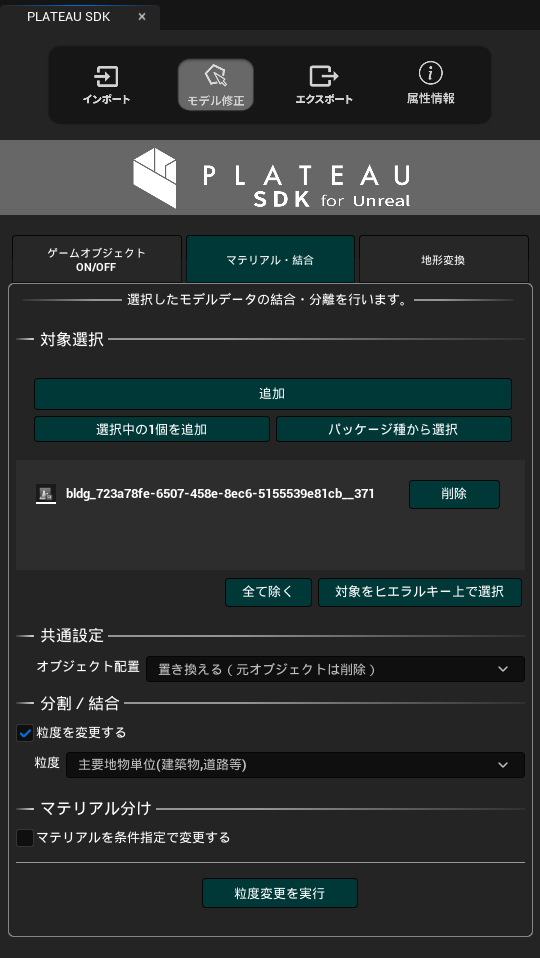 PLATEAU SDK ×
インポート
モデル修正
エクスポート
属性情報
PLATEAU
SDK for Unreal
ゲームオブジェクト
ON/OFF
マテリアル・結合
地形変換
選択したモデルデータの結合・分離を行います。
対象選択
追加
選択中の1個を追加
パッケージ種から選択
bldg_723a78fe-6507-458e-8ec6-5155539e81cb__371
削除
全て除く
対象をヒエラルキー上で選択
共通設定
オブジェクト配置
置き換える(元オブジェクトは削除)
分割 / 結合
粒度を変更する
粒度
主要地物単位(建築物,道路等)
マテリアル分け
マテリアルを条件指定で変更する
粒度変更を実行